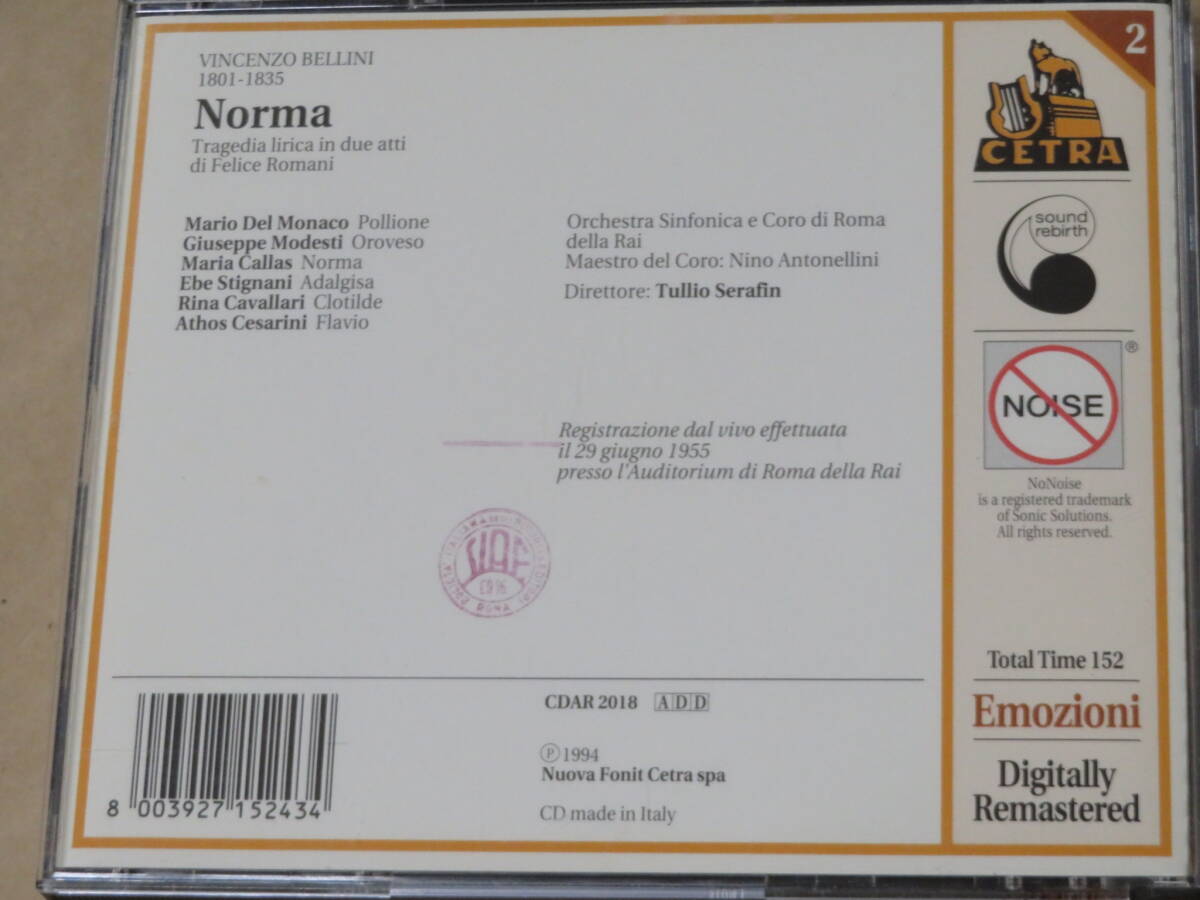 VINCENZO BELLINI
1801-1835
Norma
Tragedia lirica in due atti
di Felice Romani
Mario Del Monaco Pollione
Giuseppe Modesti Oroveso
Maria Callas Norma
Ebe Stignani Adalgisa
Rina Cavallari Clotilde
Athos Cesarini Flavio
Orchestra Sinfonica e Coro di Roma
della Rai
Maestro del Coro: Nino Antonellini
Direttore: Tullio Serafin
Registrazione dal vivo effettuata
il 29 giugno 1955
presso l'Auditorium di Roma della Rai
SIAE
ROMA
CDAR 2018 ADD
℗ 1994
Nuova Fonit Cetra spa
CD made in Italy
8 003927 152434
2
CETRA
sound
rebirth
NOISE
®
NoNoise
is a registered trademark
of Sonic Solutions.
All rights reserved.
Total Time 152
Emozioni
Digitally
Remastered